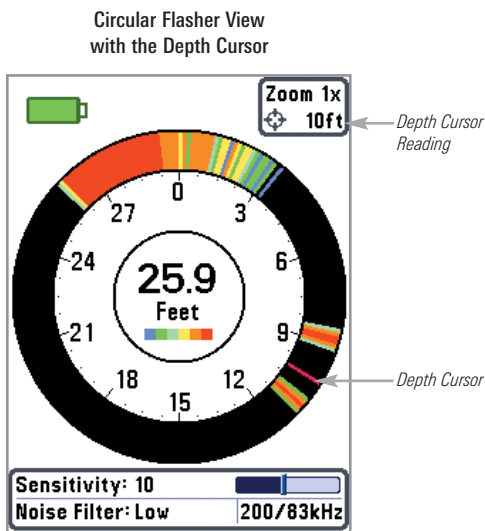 Circular Flasher View
with the Depth Cursor
Zoom 1x
10ft
Depth Cursor
Reading
0
27
3
24
6
25.9
Feet
21
9
18
12
15
Depth Cursor
Sensitivity: 10
Noise Filter: Low
200/83kHz